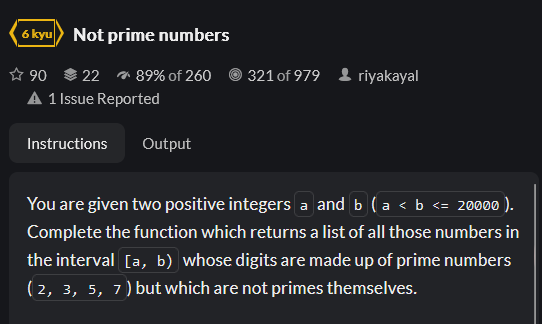 6 kyu Not prime numbers
90 22 89% of 260 321 of 979 riyakayal
1 Issue Reported
Instructions Output
You are given two positive integers a and b ( a < b <= 20000 ).
Complete the function which returns a list of all those numbers in
the interval [a, b) whose digits are made up of prime numbers
( 2, 3, 5, 7 ) but which are not primes themselves.